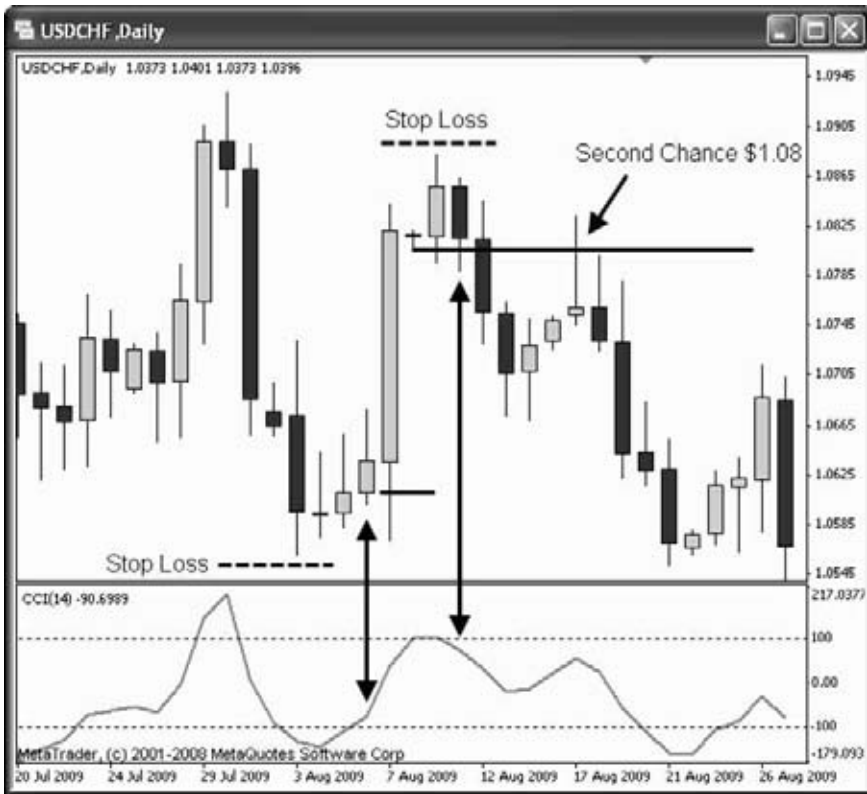 USDCHF,Daily
USDCHF,Daily 1.0373 1.0401 1.0373 1.0396
1.0945
Stop Loss
1.0905
Second Chance $1.08
1.0865
1.0825
1.0785
1.0745
1.0705
1.0665
1.0625
1.0585
Stop Loss
1.0545
CCI(14) -90.6989
217.0377
100
0.00
100
MetaTrader, (c) 2001-2008 MetaQuotes Software Corp
-179.093
20 Jul 2009 24 Jul 2009 29 Jul 2009 3 Aug 2009 7 Aug 2009 12 Aug 2009 17 Aug 2009 21 Aug 2009 26 Aug 2009